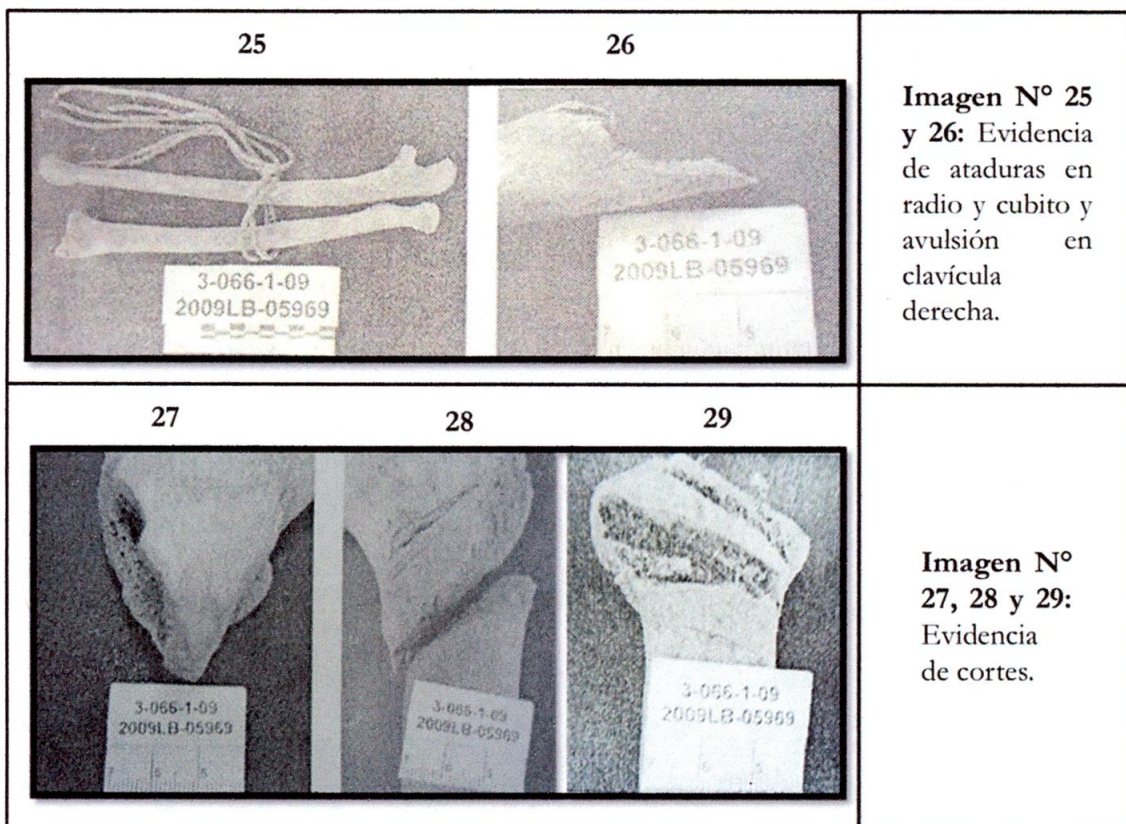 25
26
3-066-1-09
2009LB-05969
3-066-1-09
2009LB-05969
Imagen N° 25
y 26: Evidencia
de ataduras en
radio y cubito y
avulsión en
clavícula
derecha.
27
28
29
3-066-1-09
2009LB-05969
3-066-1-09
2009LB-05969
3-066-1-09
2009LB-05969
Imagen N°
27, 28 y 29:
Evidencia
de cortes.